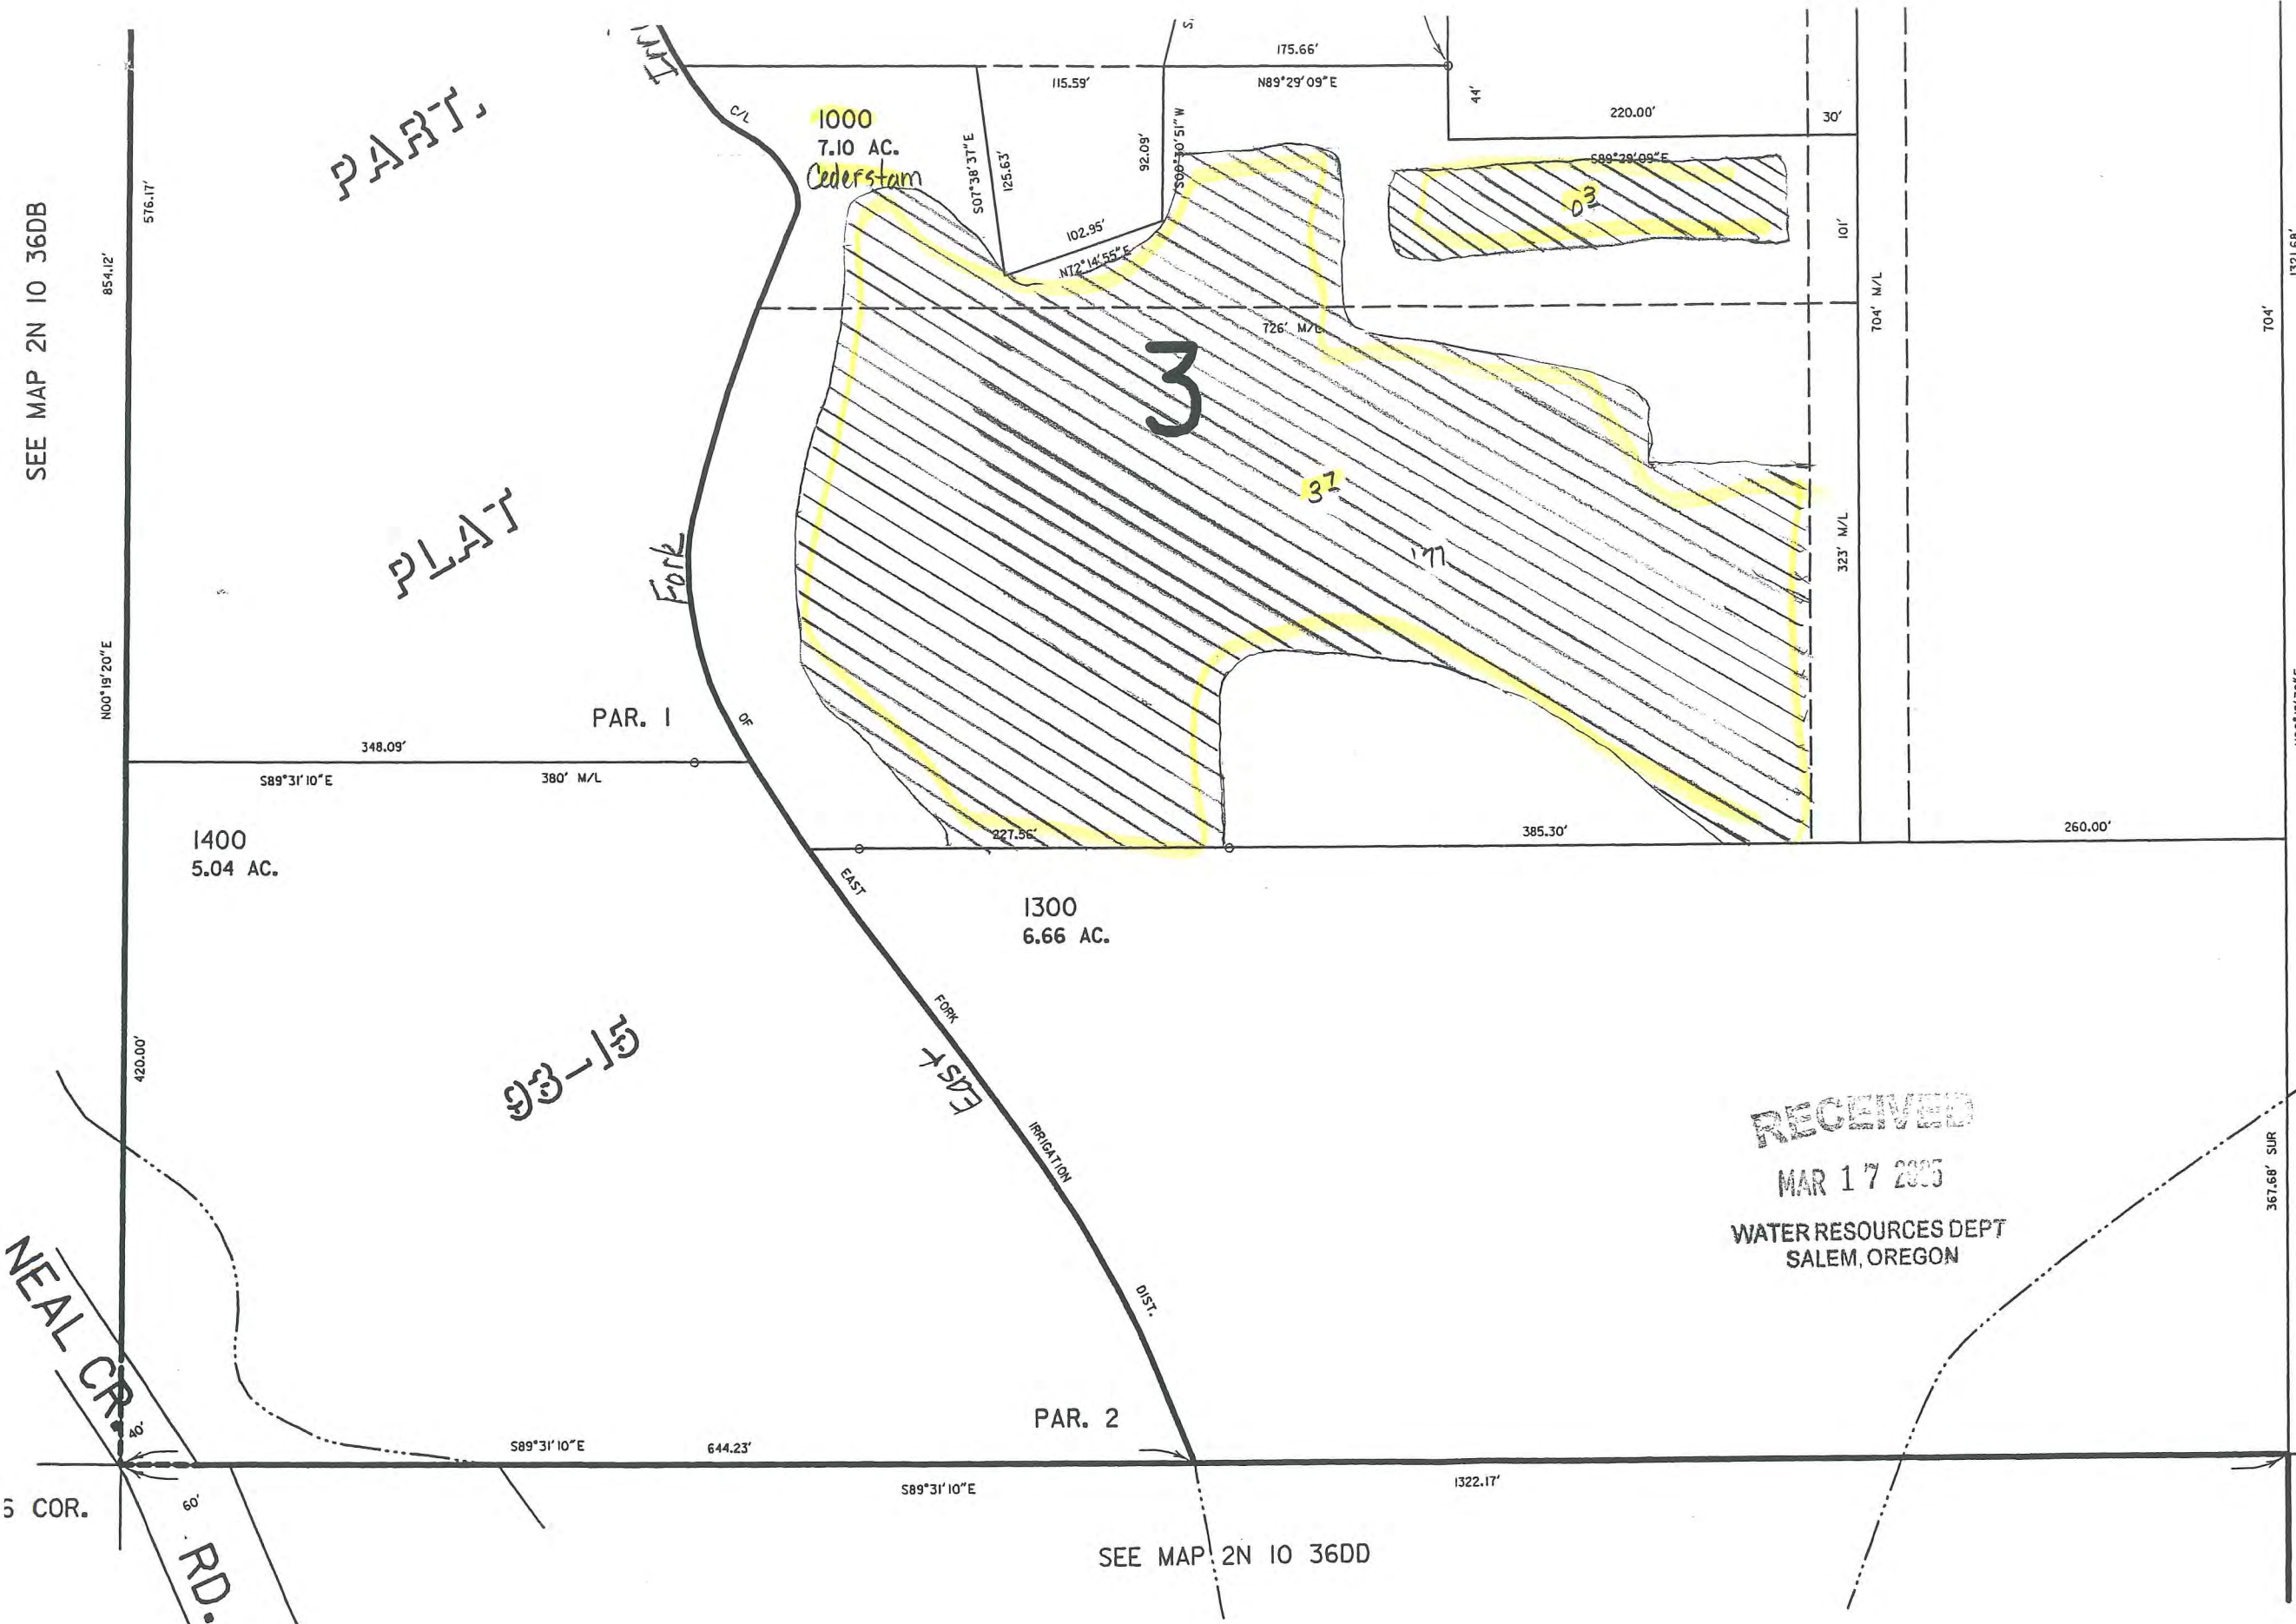 175.66'
115.59'
N89°29'09"E
44'
220.00'
30'
S89°29'09"E
1000
7.10 AC.
Cederstam
C/L
S07°38'37"E
125.63'
92.09'
S00°30'51"W
102.95'
N72°14'55"E
03
101'
PART.
PLAT
93-15
576.17'
854.12'
SEE MAP 2N 10 36DB
N00°19'20"E
726' M/L
3
37
'77
704' M/L
704'
323' M/L
Fork
OF
PAR. 1
348.09'
S89°31'10"E
380' M/L
1400
5.04 AC.
227.56'
385.30'
260.00'
1300
6.66 AC.
EAST
FORK
East
IRRIGATION
DIST.
420.00'
RECEIVED
MAR 17 2005
WATER RESOURCES DEPT
SALEM, OREGON
367.68' SUR
NEAL CR.
RD.
40'
60'
PAR. 2
S89°31'10"E
644.23'
S89°31'10"E
1322.17'
COR.
SEE MAP 2N 10 36DD